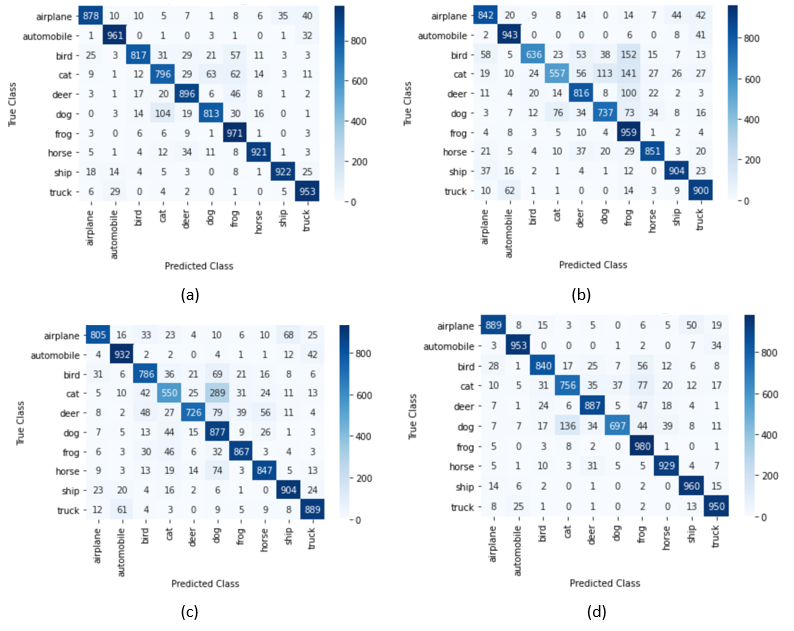 airplane 878 10 10 5 7 1 8 6 35 40
automobile 1 961 0 1 0 3 1 0 1 32
bird 25 3 817 31 29 21 57 11 3 3
cat 9 1 12 796 29 63 62 14 3 11
deer 3 1 17 20 896 6 46 8 1 2
dog 0 3 14 104 19 813 30 16 0 1
frog 3 0 6 6 9 1 971 1 0 3
horse 5 1 4 12 34 11 8 921 1 3
ship 18 14 4 5 3 0 8 1 922 25
truck 6 29 0 4 2 0 1 0 5 953
True Class
airplane automobile bird cat deer dog frog horse ship truck
Predicted Class
800
600
400
200
0
(a)
airplane 842 20 9 8 14 0 14 7 44 42
automobile 2 943 0 0 2 0 4 0 8 41
bird 58 5 636 23 53 38 152 15 7 13
cat 19 10 24 557 56 113 141 27 26 27
deer 11 4 20 14 816 8 100 22 2 3
dog 3 7 12 76 34 737 73 34 8 16
frog 4 8 3 5 10 4 959 1 2 4
horse 21 5 4 10 37 20 29 851 3 20
ship 37 16 2 1 4 1 12 0 904 23
truck 10 62 1 1 0 0 14 3 9 900
True Class
airplane automobile bird cat deer dog frog horse ship truck
Predicted Class
800
600
400
200
0
(b)
airplane 805 16 33 23 4 10 6 10 68 25
automobile 4 932 2 2 0 4 1 1 12 42
bird 31 6 786 36 21 69 21 16 8 6
cat 5 10 42 550 25 289 31 24 11 13
deer 8 2 48 27 726 79 39 56 11 4
dog 7 5 13 44 15 877 9 26 1 3
frog 6 3 30 46 6 32 867 3 4 3
horse 9 3 13 19 14 74 3 847 5 13
ship 23 20 4 16 2 6 1 0 904 24
truck 12 61 4 3 0 9 5 9 8 889
True Class
airplane automobile bird cat deer dog frog horse ship truck
Predicted Class
800
600
400
200
0
(c)
airplane 889 8 15 3 5 0 6 5 50 19
automobile 3 953 0 0 0 1 2 0 7 34
bird 28 1 840 17 25 7 56 12 6 8
cat 10 5 31 756 35 37 77 20 12 17
deer 7 1 24 6 887 5 47 18 4 1
dog 7 7 17 136 34 697 44 39 8 11
frog 5 0 3 8 2 0 980 1 0 1
horse 5 1 10 3 31 5 5 929 4 7
ship 14 6 2 0 1 0 2 0 960 15
truck 8 25 1 0 1 0 2 0 13 950
True Class
airplane automobile bird cat deer dog frog horse ship truck
Predicted Class
800
600
400
200
0
(d)